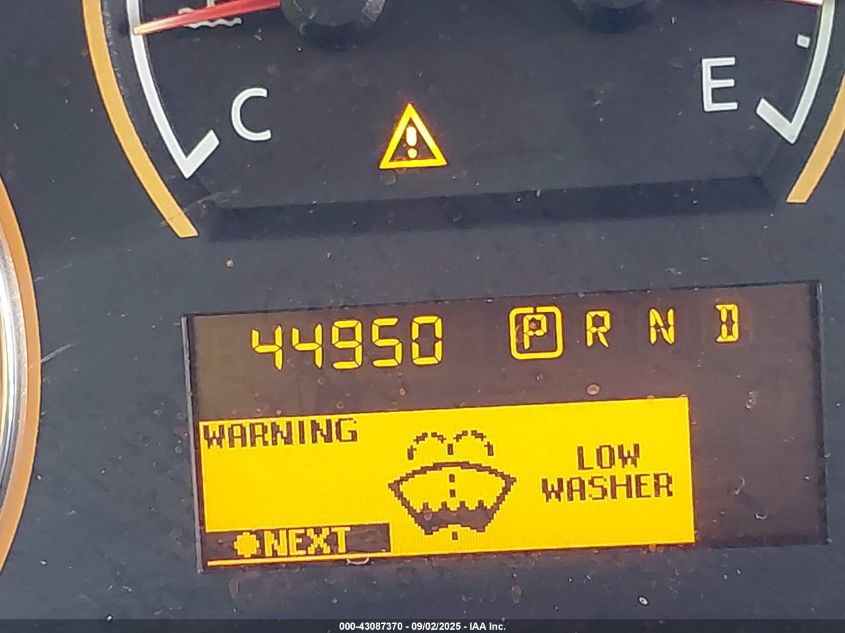 C E
44950 P R N D
WARNING
LOW
WASHER
NEXT
000-43087370 - 09/02/2025 - IAA Inc.